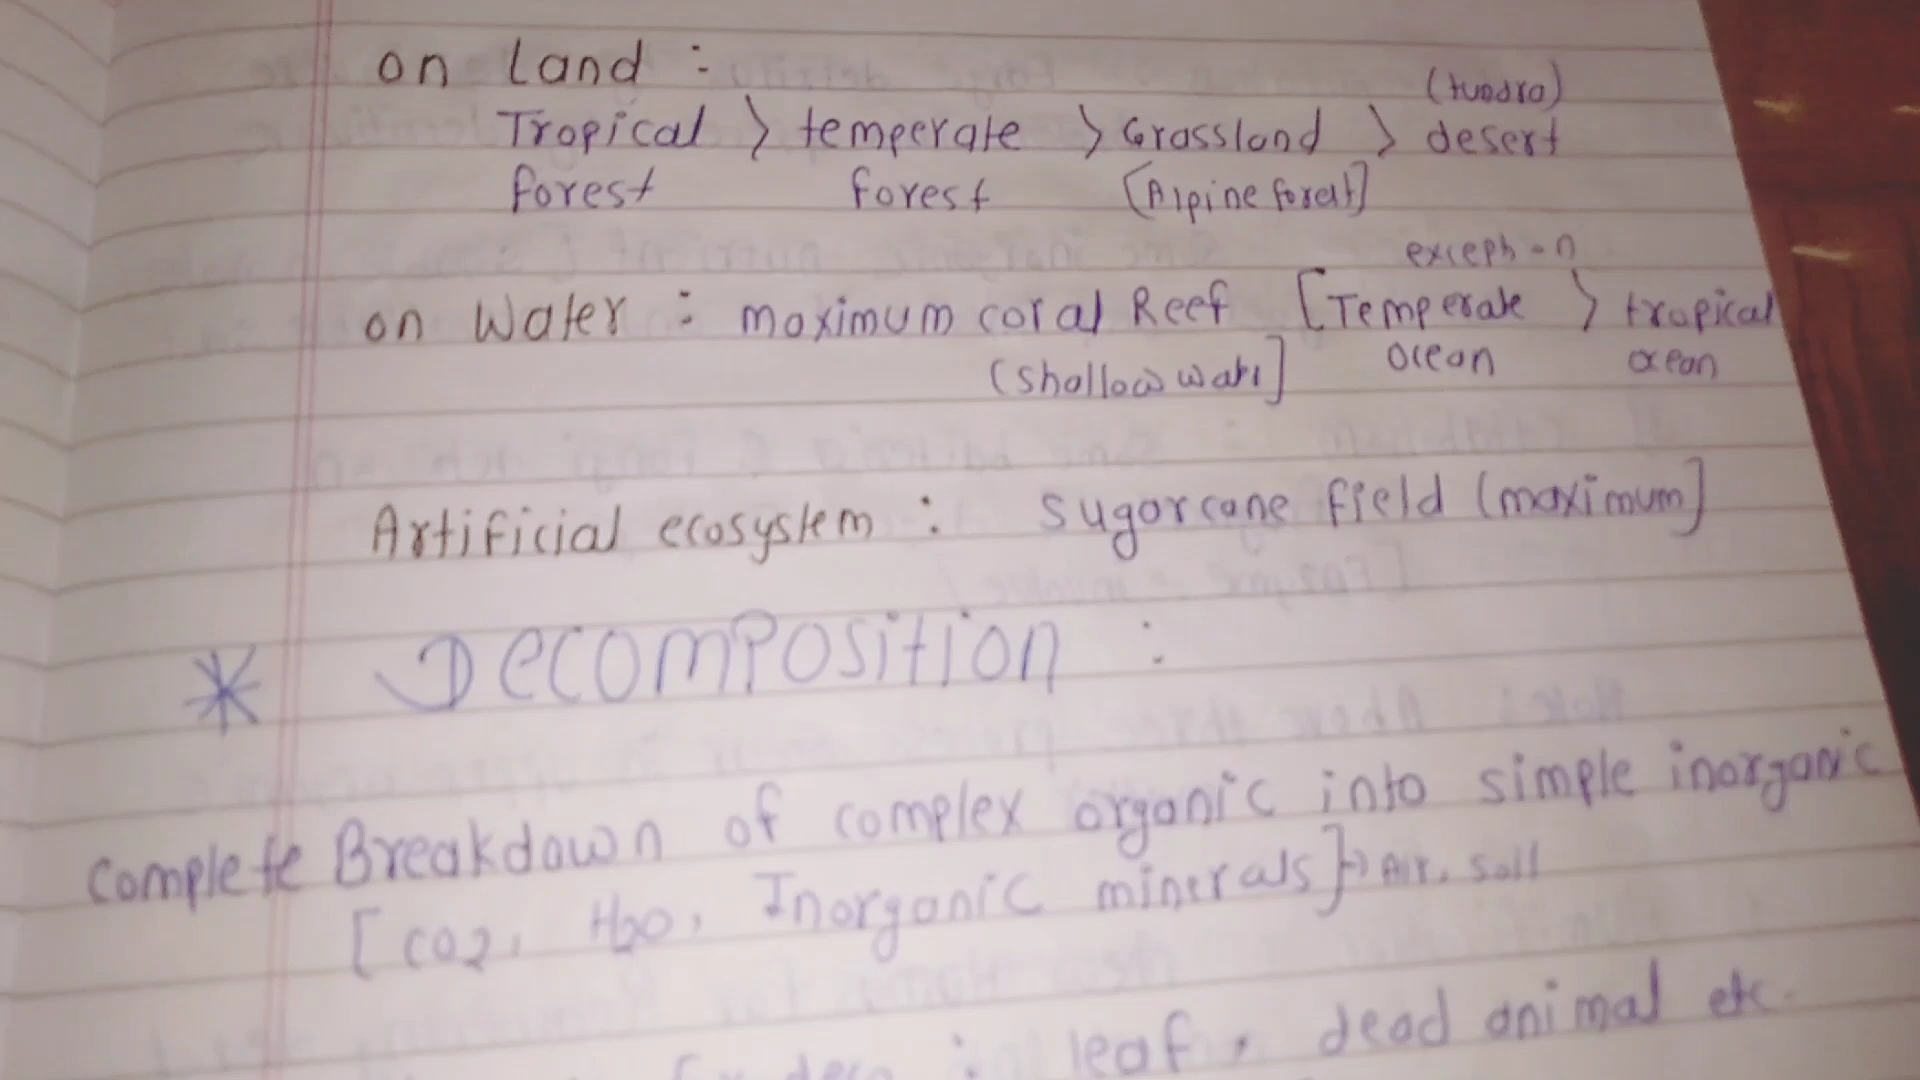 on Land :
(tundra)
Tropical > temperate > Grassland > desert
forest forest [Alpine forest]
on Water : maximum coral Reef [Temperate > tropical
(shallow water] ocean ocean
Artificial ecosystem : Sugarcane field (maximum]
* Decomposition :
Complete Breakdown of complex organic into simple inorganic
[CO2, H2O, Inorganic minerals} → Air, soil
: leaf, dead animal etc.